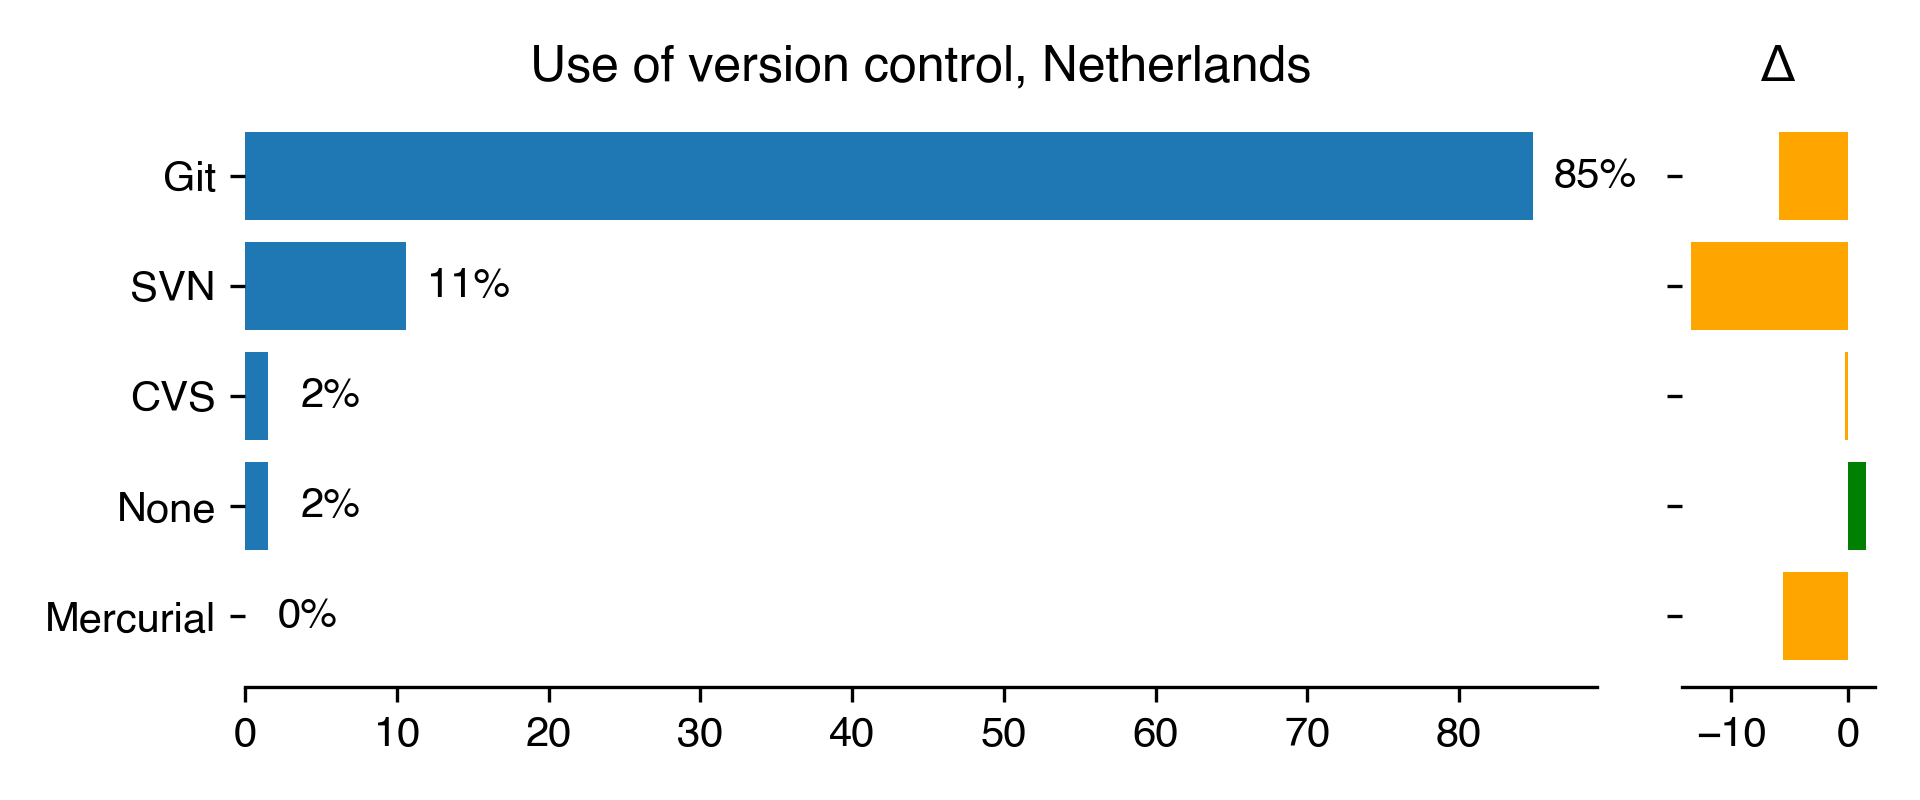 Use of version control, Netherlands
Δ
Git 85%
SVN 11%
CVS 2%
None 2%
Mercurial 0%
0 10 20 30 40 50 60 70 80
−10 0